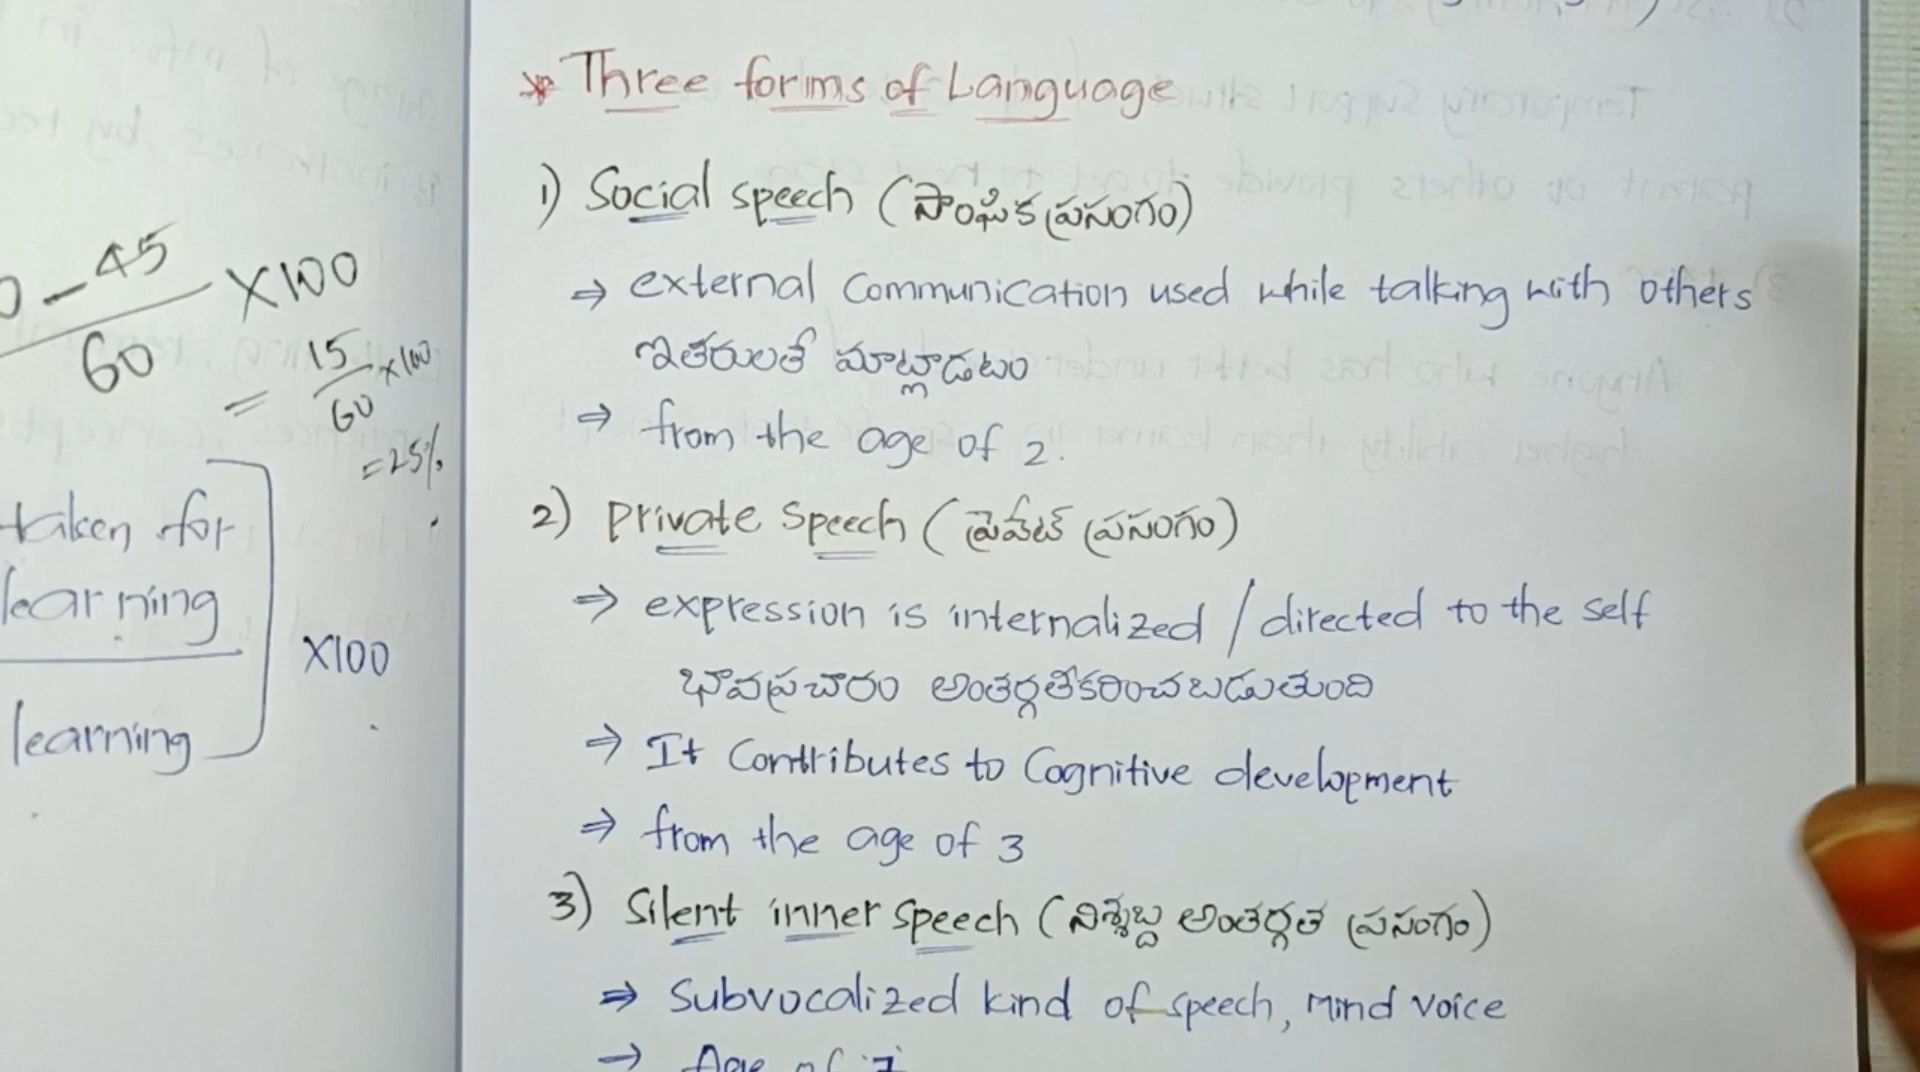 - 45
60
X100
= 15
60
x100
= 25%
taken for
learning
learning
X100
* Three forms of Language
1) Social speech (సాంఘిక ప్రసంగం)
⇒ external communication used while talking with others
ఇతరులతో మాట్లాడటం
⇒ from the age of 2.
2) Private Speech (ప్రైవేట్ ప్రసంగం)
⇒ expression is internalized / directed to the self
భావప్రచారం అంతర్గతీకరించబడుతుంది
⇒ It Contributes to Cognitive development
⇒ from the age of 3
3) Silent inner speech (నిశ్శబ్ద అంతర్గత ప్రసంగం)
⇒ Subvocalized kind of speech, Mind voice
→ Age of 7